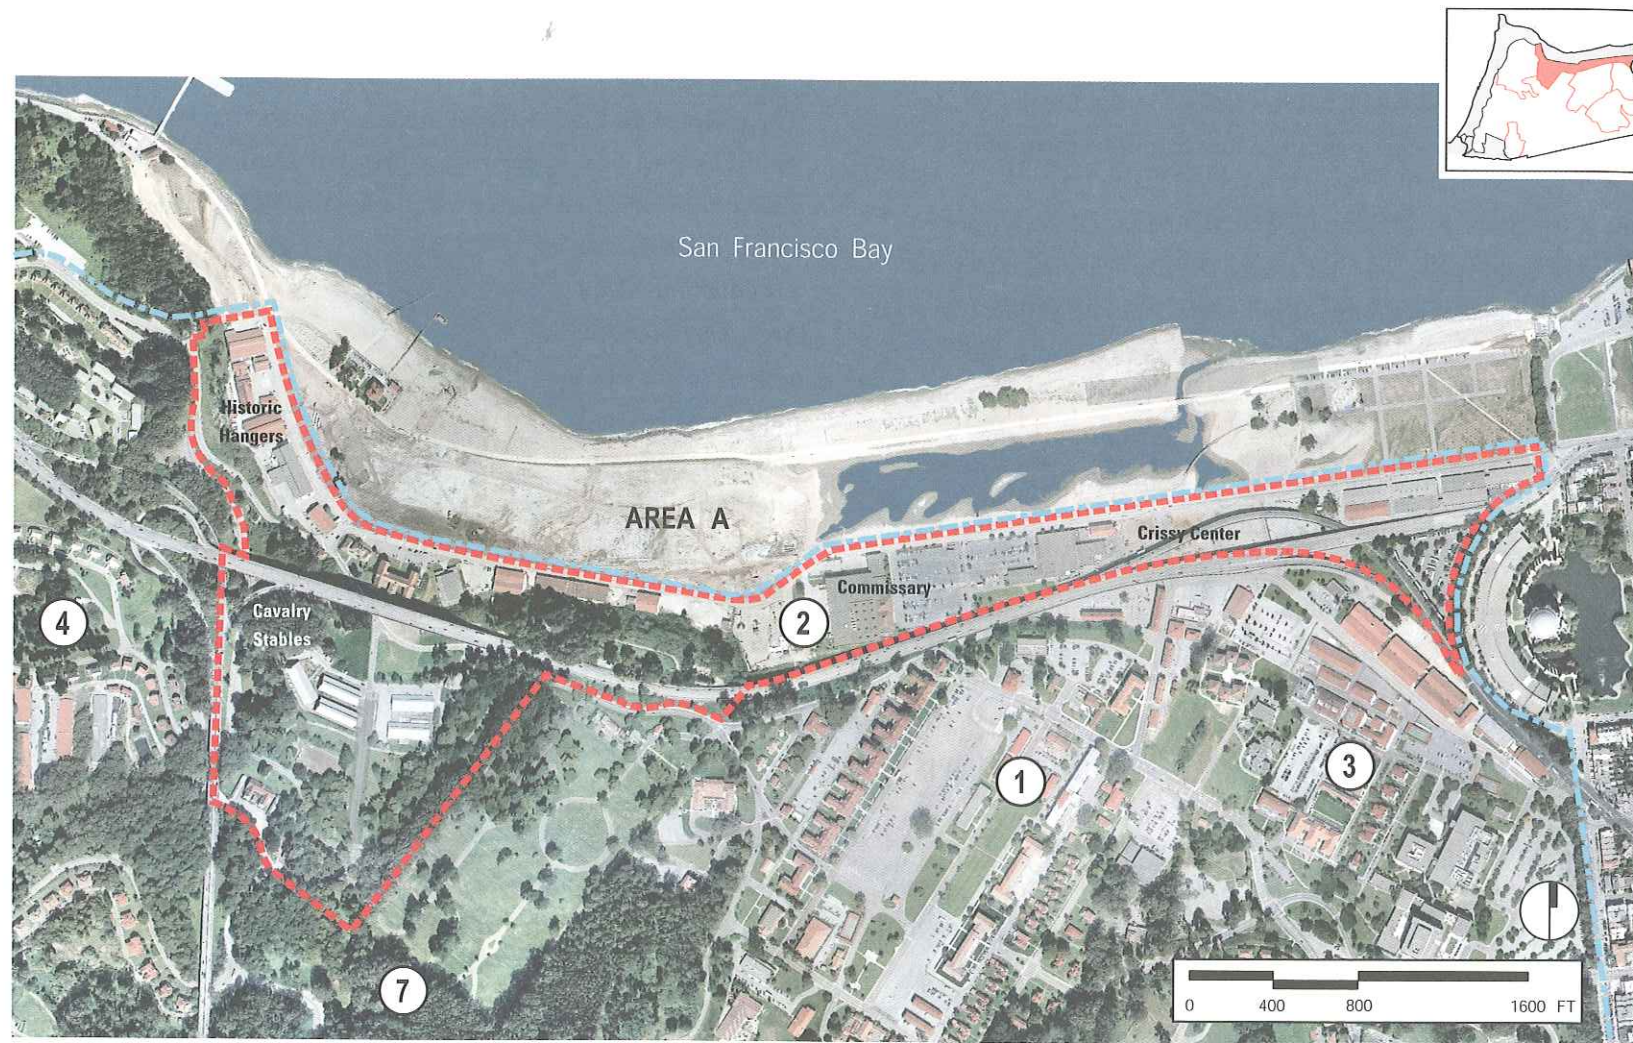 San Francisco Bay
Historic
Hangers
AREA A
Crissy Center
Commissary
2
4
Cavalry
Stables
1
3
7
0 400 800 1600 FT